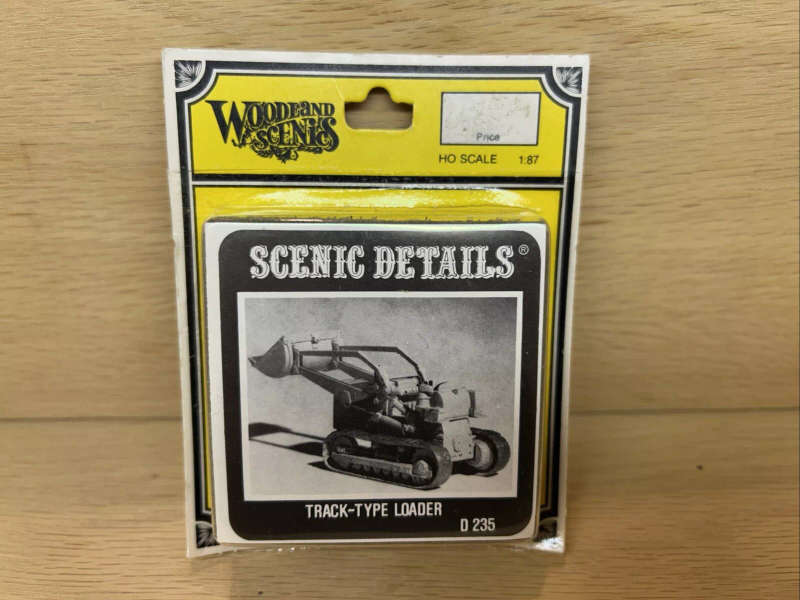 WOODLAND
SCENICS
Price
HO SCALE 1:87
SCENIC DETAILS®
TRACK-TYPE LOADER
D 235